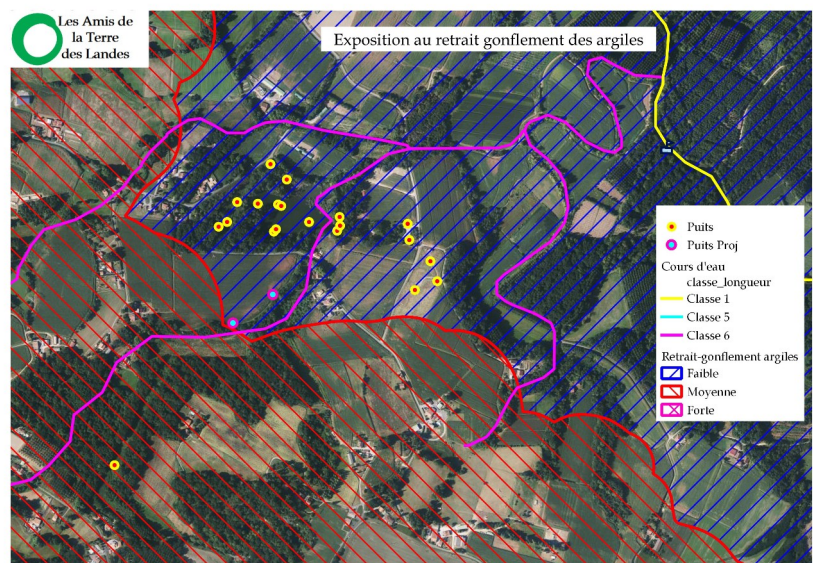 Les Amis de
la Terre
des Landes
Exposition au retrait gonflement des argiles
Puits
Puits Proj
Cours d'eau
classe_longueur
Classe 1
Classe 5
Classe 6
Retrait-gonflement argiles
Faible
Moyenne
Forte